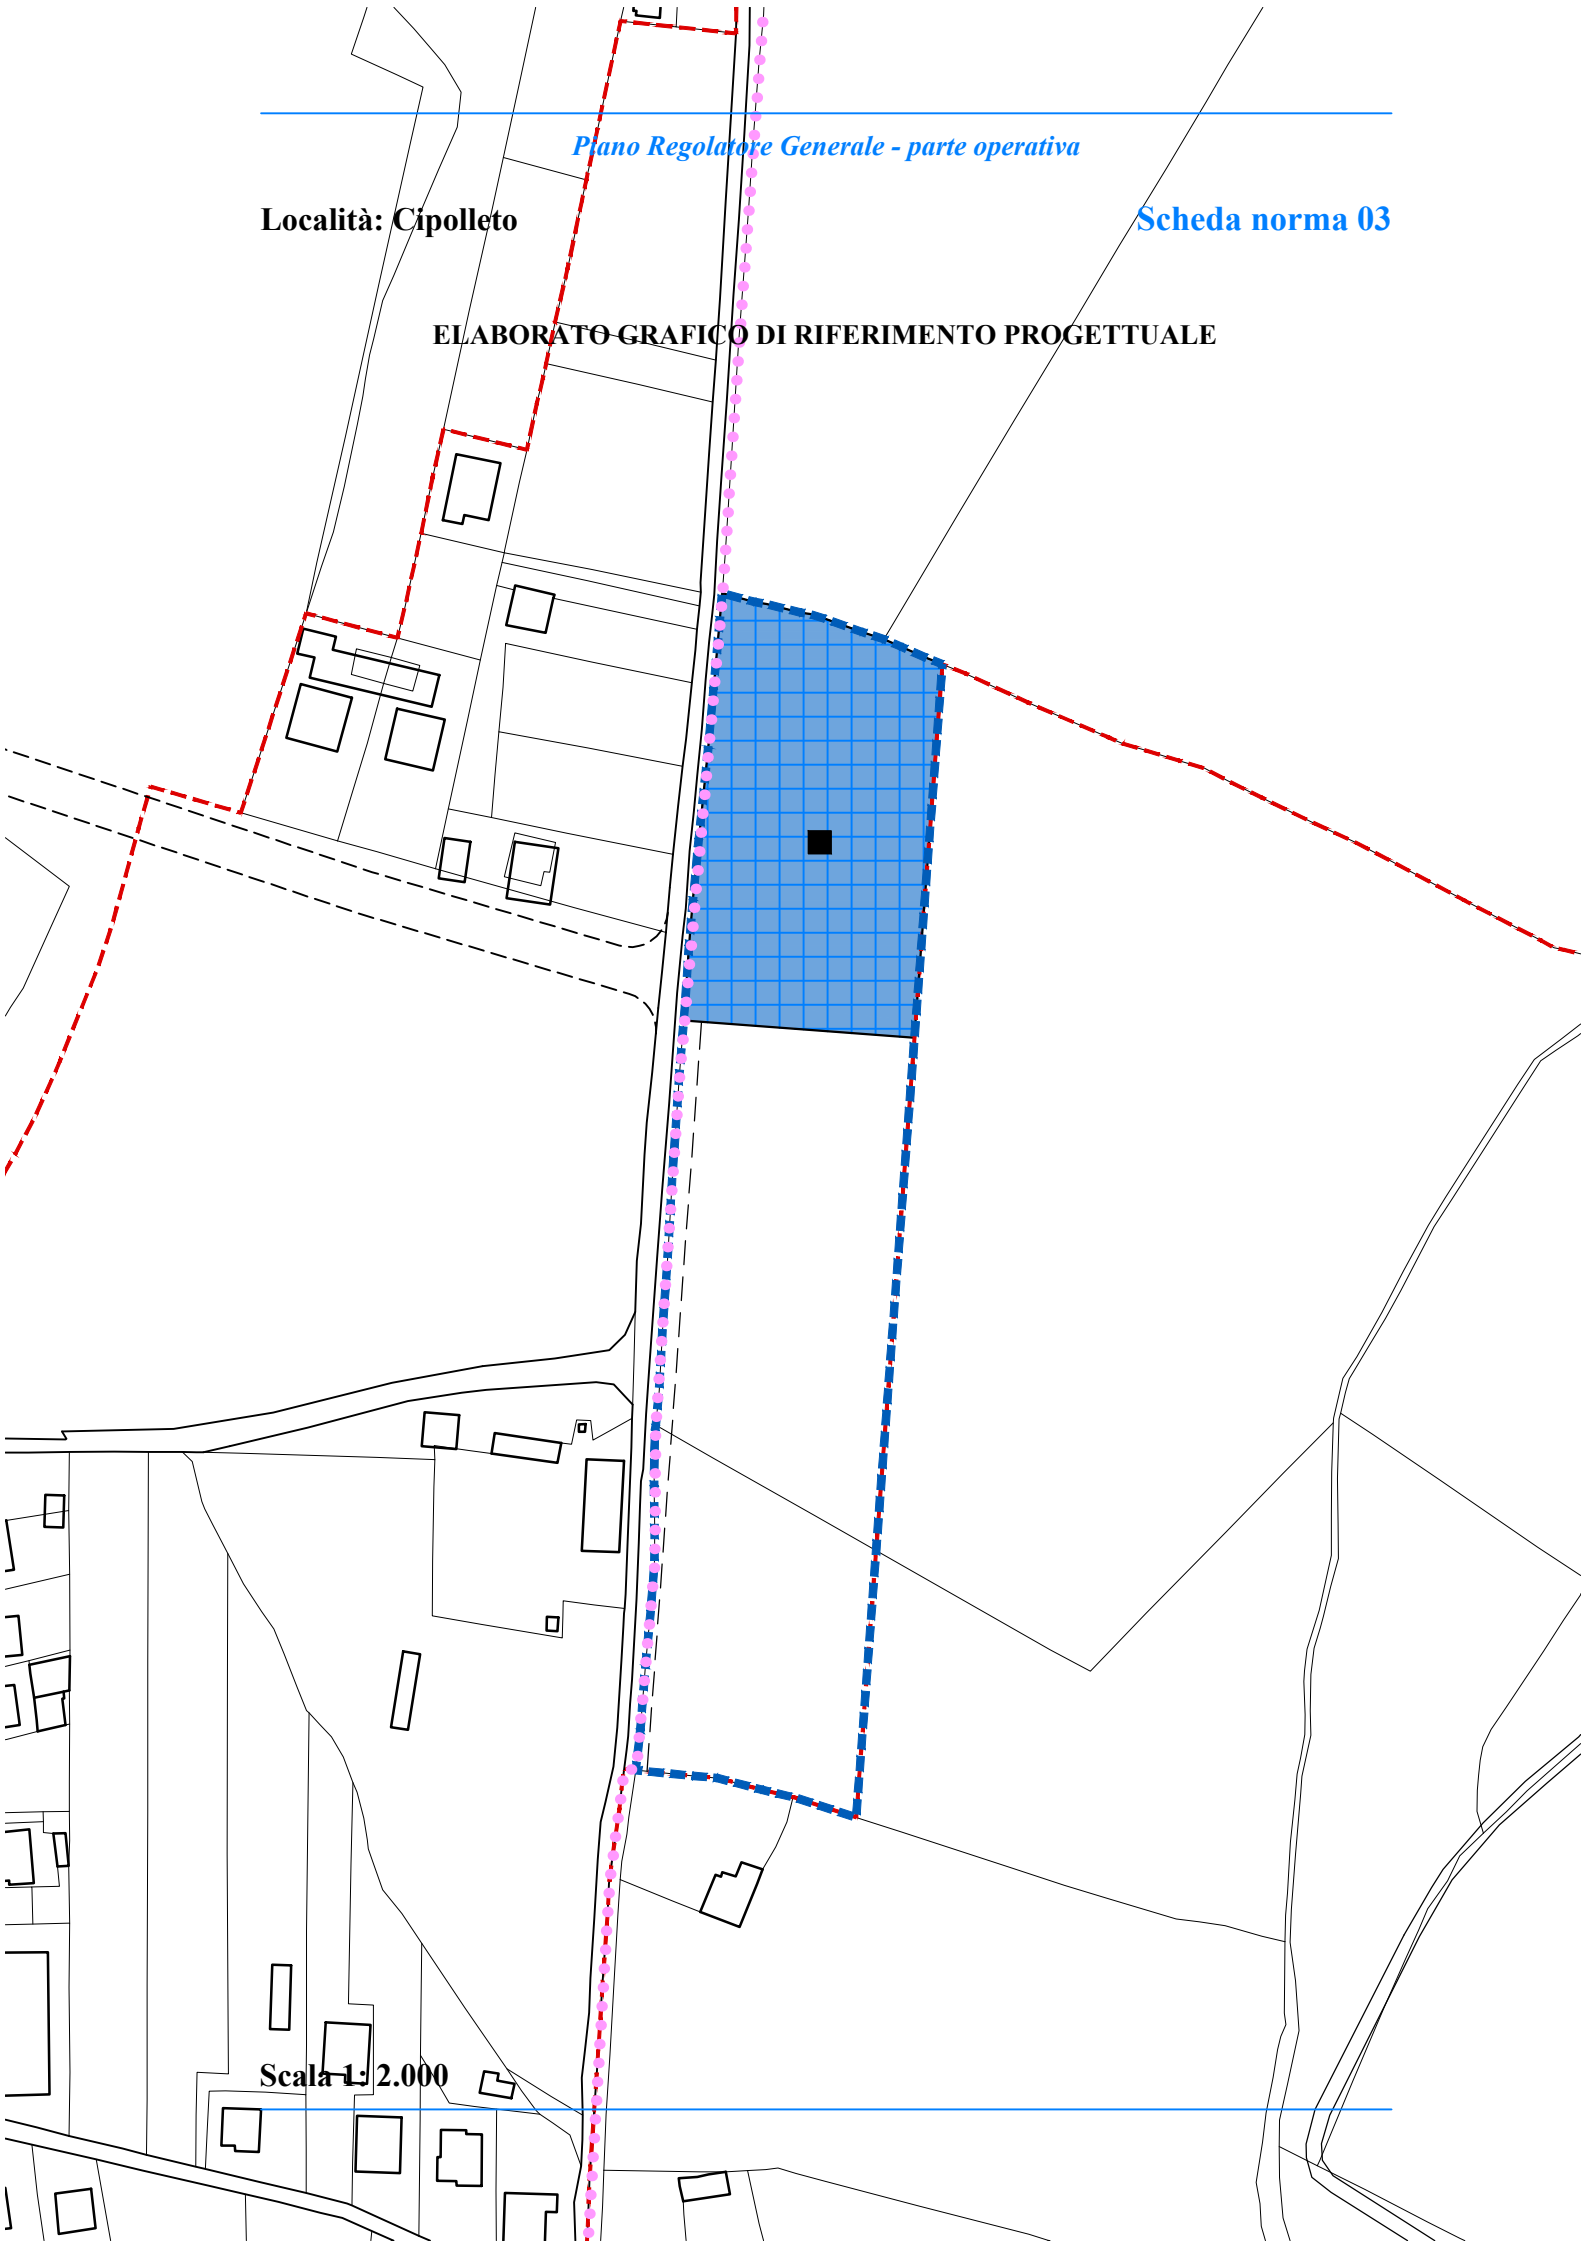 Piano Regolatore Generale - parte operativa
Località: Cipolleto
Scheda norma 03
ELABORATO GRAFICO DI RIFERIMENTO PROGETTUALE
Scala 1: 2.000